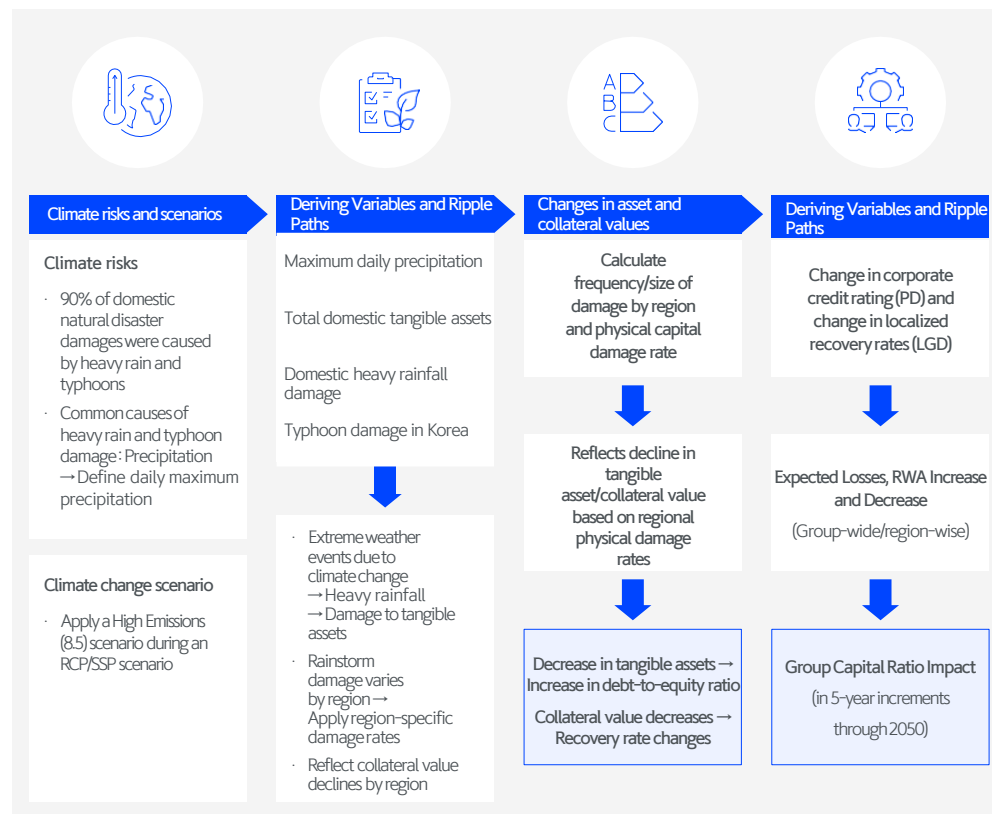 A
B
C
Climate risks and scenarios
Climate risks
· 90% of domestic
natural disaster
damages were caused
by heavy rain and
typhoons
· Common causes of
heavy rain and typhoon
damage: Precipitation
→ Define daily maximum
precipitation
Climate change scenario
· Apply a High Emissions
(8.5) scenario during an
RCP/SSP scenario
Deriving Variables and Ripple
Paths
Maximum daily precipitation
Total domestic tangible assets
Domestic heavy rainfall
damage
Typhoon damage in Korea
· Extreme weather
events due to
climate change
→ Heavy rainfall
→ Damage to tangible
assets
· Rainstorm
damage varies
by region →
Apply region-specific
damage rates
· Reflect collateral value
declines by region
Changes in asset and
collateral values
Calculate
frequency/size of
damage by region
and physical capital
damage rate
Reflects decline in
tangible
asset/collateral value
based on regional
physical damage
rates
Decrease in tangible assets →
Increase in debt-to-equity ratio
Collateral value decreases →
Recovery rate changes
Deriving Variables and Ripple
Paths
Change in corporate
credit rating (PD) and
change in localized
recovery rates (LGD)
Expected Losses, RWA Increase
and Decrease
(Group-wide/region-wise)
Group Capital Ratio Impact
(in 5-year increments
through 2050)